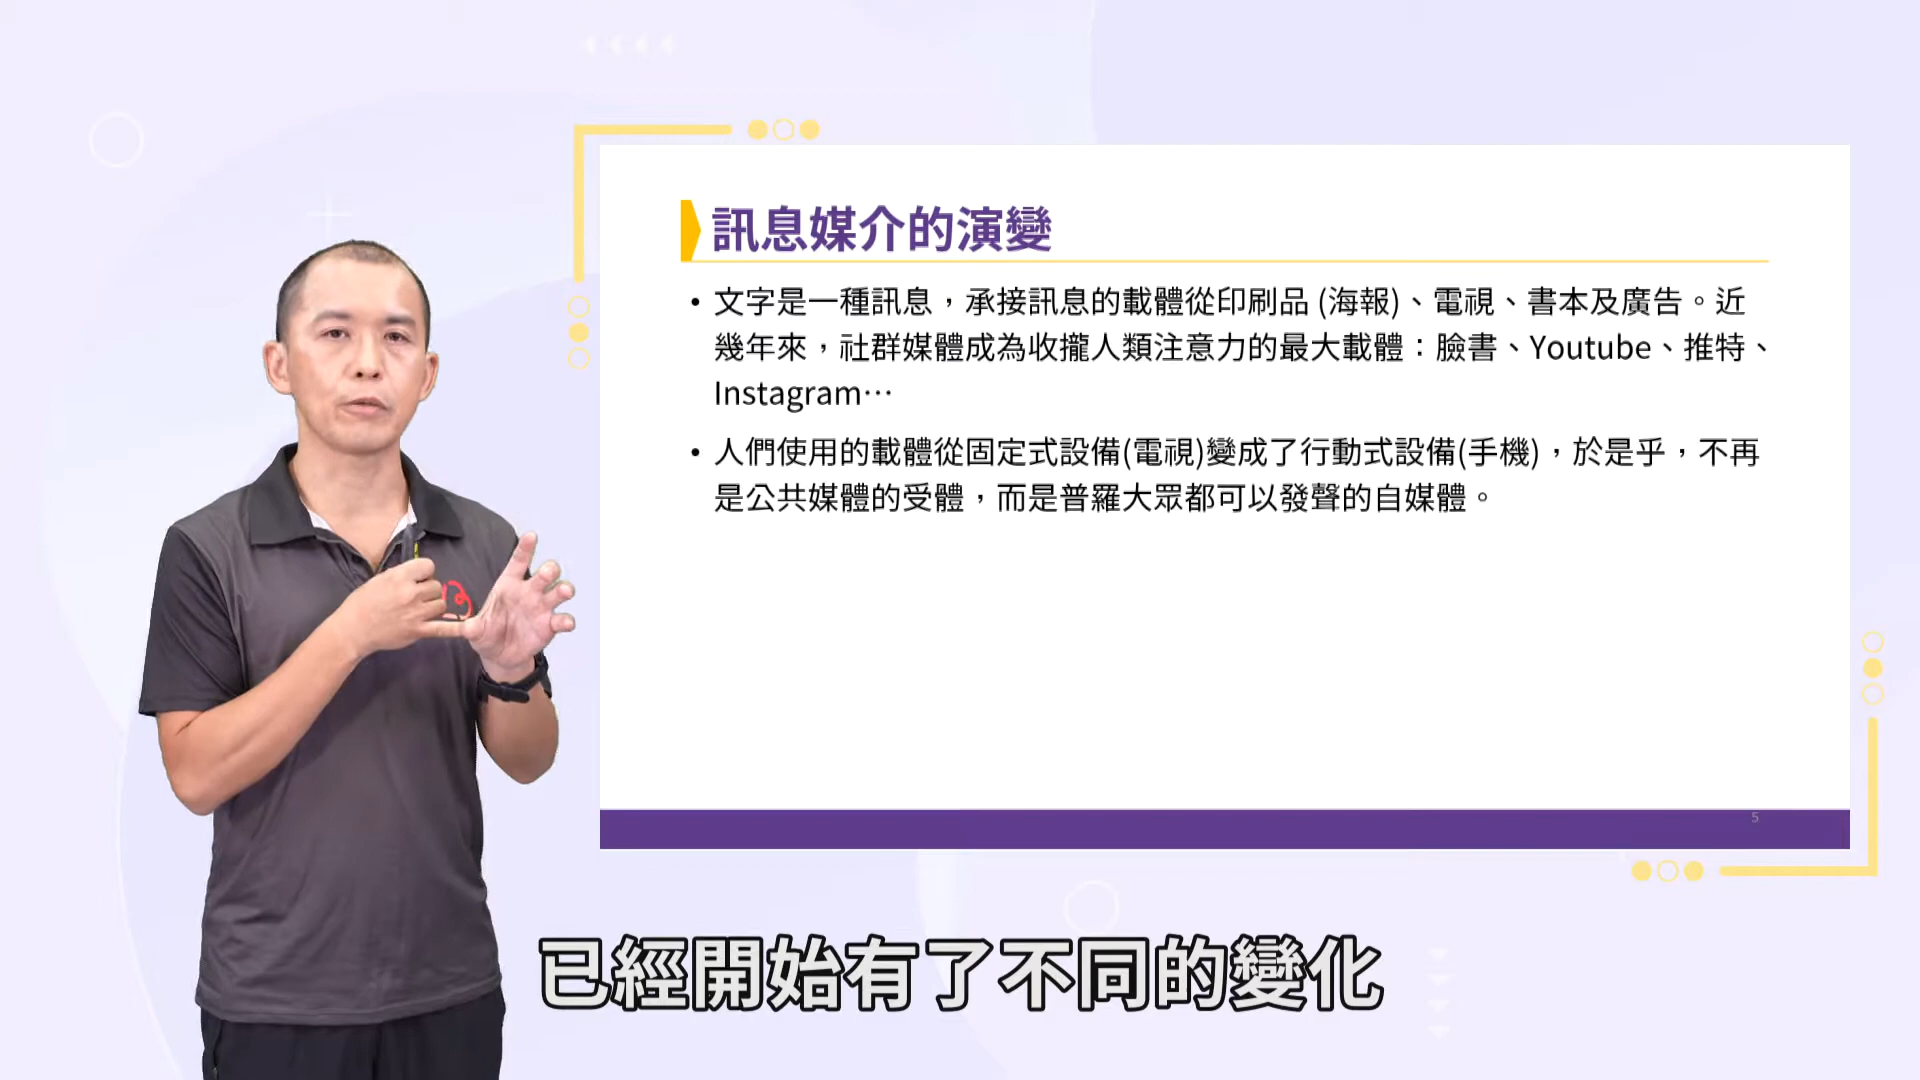 訊息媒介的演變
• 文字是一種訊息，承接訊息的載體從印刷品 (海報)、電視、書本及廣告。近
幾年來，社群媒體成為收攏人類注意力的最大載體：臉書、Youtube、推特、
Instagram…
• 人們使用的載體從固定式設備(電視)變成了行動式設備(手機)，於是乎，不再
是公共媒體的受體，而是普羅大眾都可以發聲的自媒體。
5
已經開始有了不同的變化